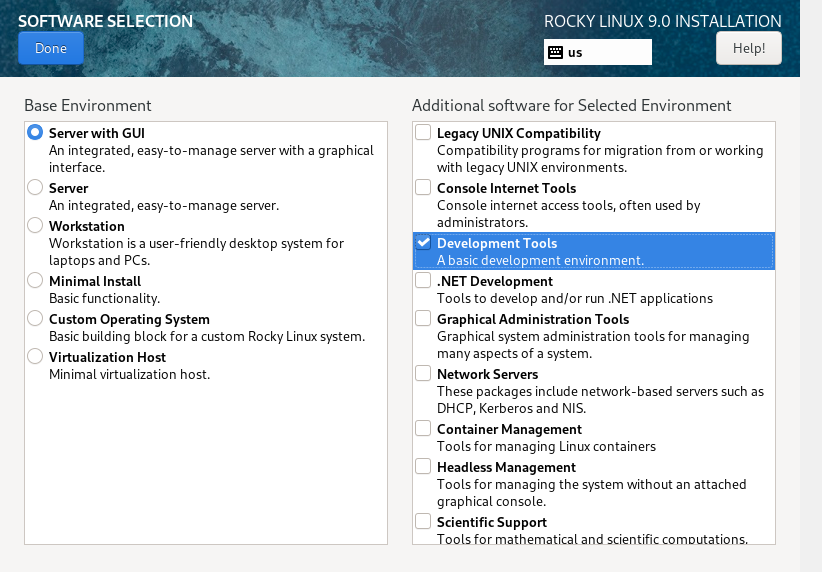 SOFTWARE SELECTION
ROCKY LINUX 9.0 INSTALLATION
Done
us
Help!
Base Environment
Server with GUI
An integrated, easy-to-manage server with a graphical
interface.
Server
An integrated, easy-to-manage server.
Workstation
Workstation is a user-friendly desktop system for
laptops and PCs.
Minimal Install
Basic functionality.
Custom Operating System
Basic building block for a custom Rocky Linux system.
Virtualization Host
Minimal virtualization host.
Additional software for Selected Environment
Legacy UNIX Compatibility
Compatibility programs for migration from or working
with legacy UNIX environments.
Console Internet Tools
Console internet access tools, often used by
administrators.
Development Tools
A basic development environment.
.NET Development
Tools to develop and/or run .NET applications
Graphical Administration Tools
Graphical system administration tools for managing
many aspects of a system.
Network Servers
These packages include network-based servers such as
DHCP, Kerberos and NIS.
Container Management
Tools for managing Linux containers
Headless Management
Tools for managing the system without an attached
graphical console.
Scientific Support
Tools for mathematical and scientific computations.